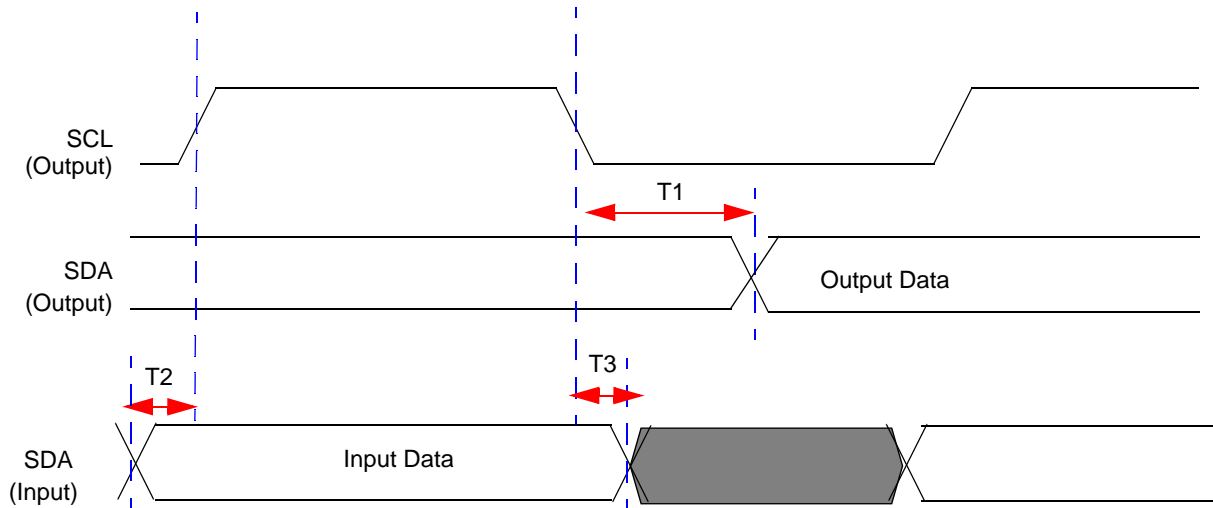 SCL
(Output)
T1
SDA
(Output)
Output Data
T2
T3
SDA
(Input)
Input Data